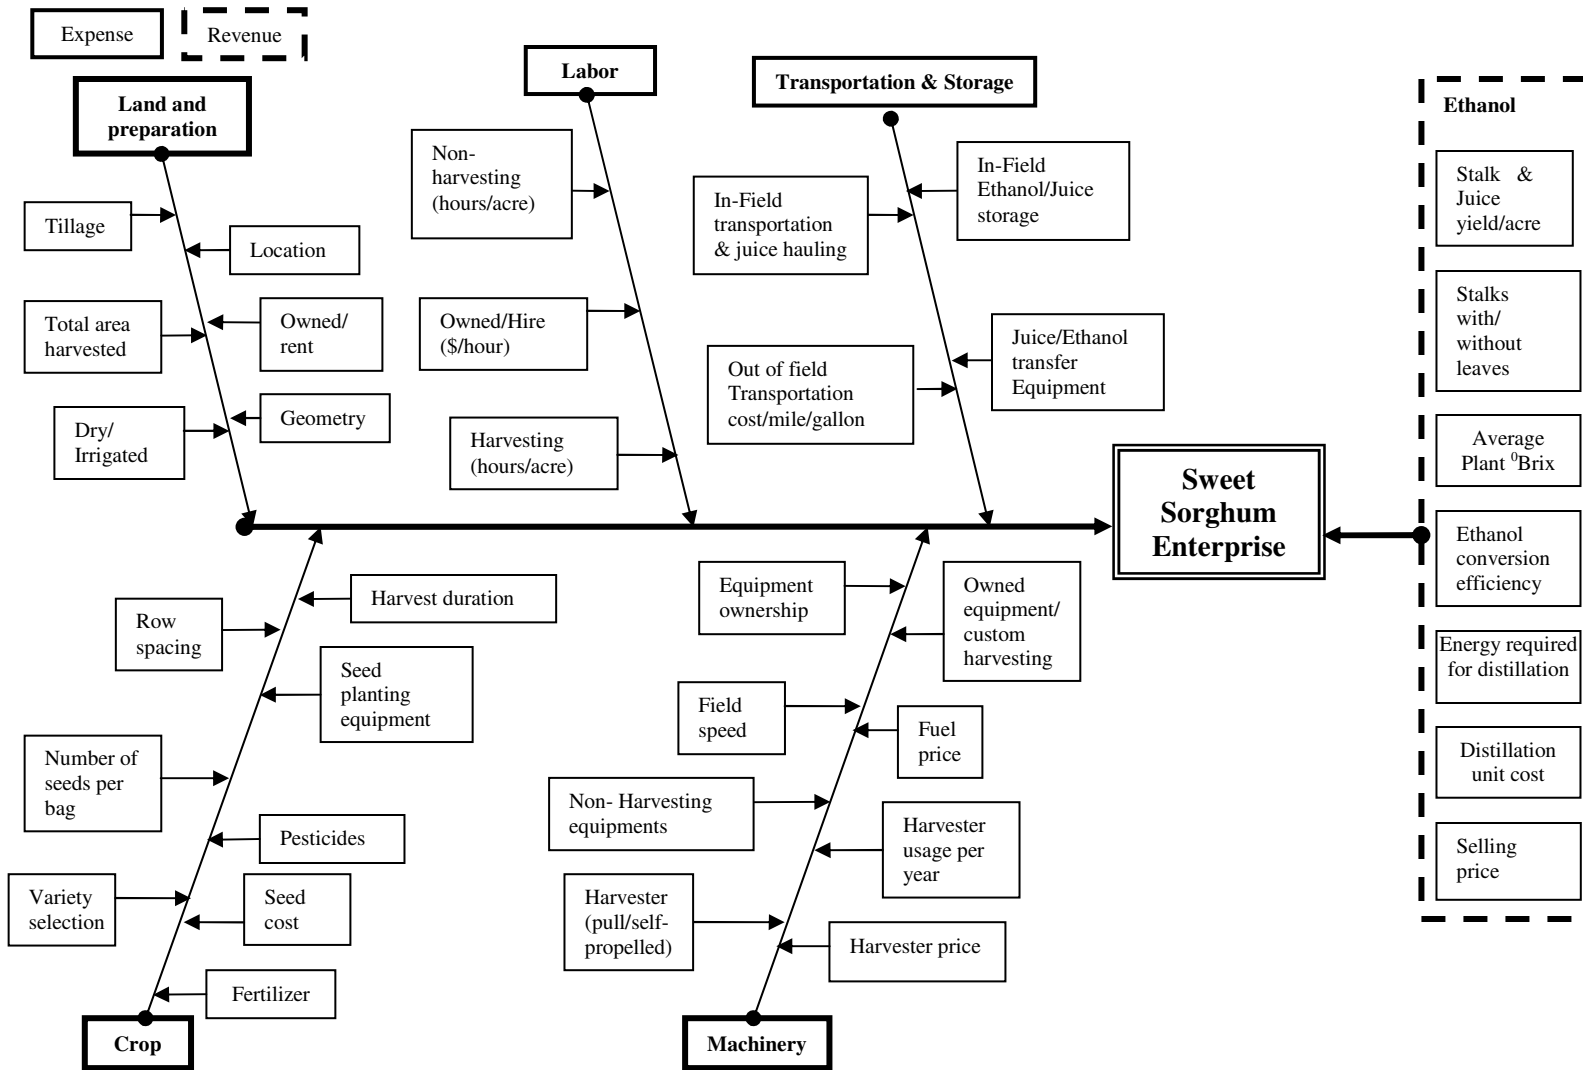 Expense
Revenue
Land and
preparation
Labor
Transportation & Storage
Ethanol
Tillage
Location
Total area
harvested
Owned/
rent
Dry/
Irrigated
Geometry
Non-
harvesting
(hours/acre)
Owned/Hire
($/hour)
Harvesting
(hours/acre)
In-Field
transportation
& juice hauling
In-Field
Ethanol/Juice
storage
Out of field
Transportation
cost/mile/gallon
Juice/Ethanol
transfer
Equipment
Sweet
Sorghum
Enterprise
Stalk &
Juice
yield/acre
Stalks
with/
without
leaves
Average
Plant ⁰Brix
Ethanol
conversion
efficiency
Energy required
for distillation
Distillation
unit cost
Selling
price
Harvest duration
Row
spacing
Seed
planting
equipment
Number of
seeds per
bag
Pesticides
Variety
selection
Seed
cost
Fertilizer
Crop
Equipment
ownership
Owned
equipment/
custom
harvesting
Field
speed
Fuel
price
Non- Harvesting
equipments
Harvester
usage per
year
Harvester
(pull/self-
propelled)
Harvester price
Machinery